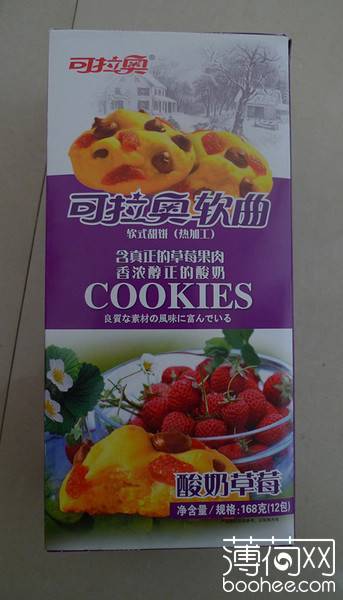 可拉奥®
可拉奥软曲
软式甜饼（热加工）
含真正的草莓果肉
香浓醇正的酸奶
COOKIES
良質な素材の風味に富んでいる
酸奶草莓
净含量/规格:168克(12包)
薄荷网
boohee.com